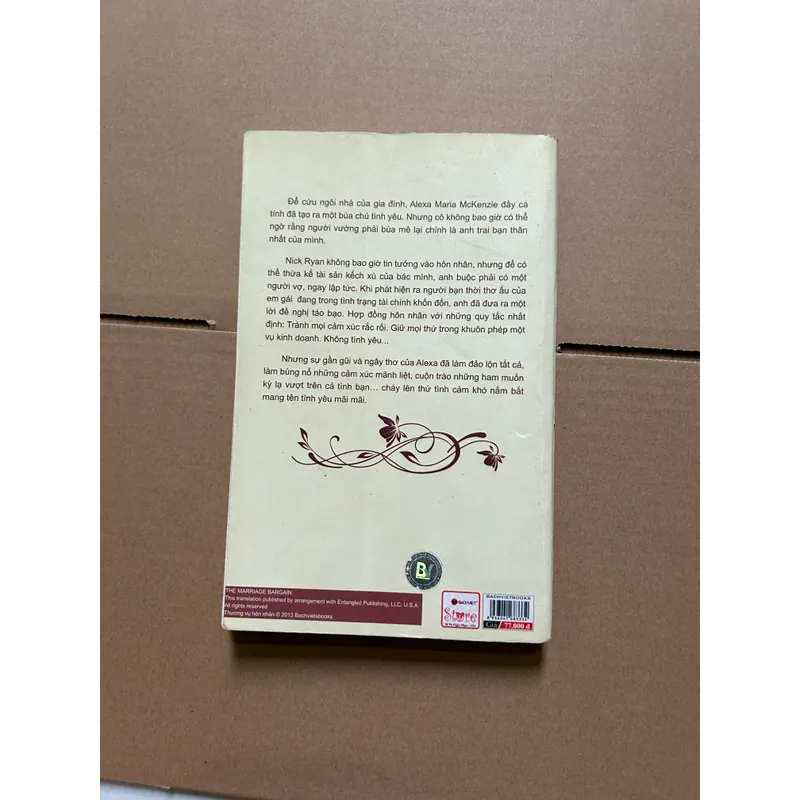 Để cứu ngôi nhà của gia đình, Alexa Maria McKenzie đầy cá
tính đã tạo ra một bùa chú tình yêu. Nhưng cô không bao giờ có thể
ngờ rằng người vướng phải bùa mê lại chính là anh trai bạn thân
nhất của mình.
Nick Ryan không bao giờ tin tưởng vào hôn nhân, nhưng để có
thể thừa kế tài sản kếch xù của bác mình, anh buộc phải có một
người vợ, ngay lập tức. Khi phát hiện ra người bạn thời thơ ấu của
em gái đang trong tình trạng tài chính khốn đốn, anh đã đưa ra một
lời đề nghị táo bạo. Hợp đồng hôn nhân với những quy tắc nhất
định: Tránh mọi cảm xúc rắc rối. Giữ mọi thứ trong khuôn phép một
vụ kinh doanh. Không tình yêu...
Nhưng sự gần gũi và ngây thơ của Alexa đã làm đảo lộn tất cả,
làm bùng nổ những cảm xúc mãnh liệt, cuộn trào những ham muốn
kỳ lạ vượt trên cả tình bạn... cháy lên thứ tình cảm khó nắm bắt
mang tên tình yêu mãi mãi.
THE MARRIAGE BARGAIN
This translation published by arrangement with Entangled Publishing, LLC, U.S.A
All rights reserved
Thương vụ hôn nhân © 2013 Bachvietsbooks
BACHVIET
Store
BACHVIETBOOKS
Giá 77.000 đ